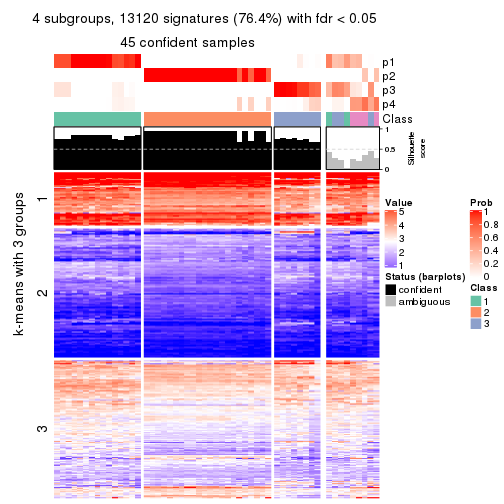 4 subgroups, 13120 signatures (76.4%) with fdr < 0.05
45 confident samples
p1
p2
p3
p4
Class
1
0.5
0
Silhouette
score
k-means with 3 groups
1
2
3
Value
5
4
3
2
1
Status (barplots)
confident
ambiguous
Prob
1
0.8
0.6
0.4
0.2
0
Class
1
2
3